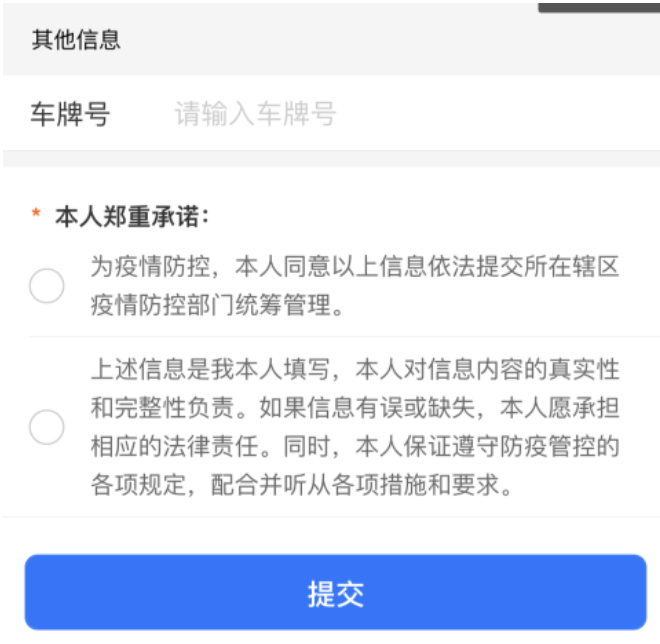 其他信息
车牌号 请输入车牌号
* 本人郑重承诺：
为疫情防控，本人同意以上信息依法提交所在辖区
疫情防控部门统筹管理。
上述信息是我本人填写，本人对信息内容的真实性
和完整性负责。如果信息有误或缺失，本人愿承担
相应的法律责任。同时，本人保证遵守防疫管控的
各项规定，配合并听从各项措施和要求。
提交